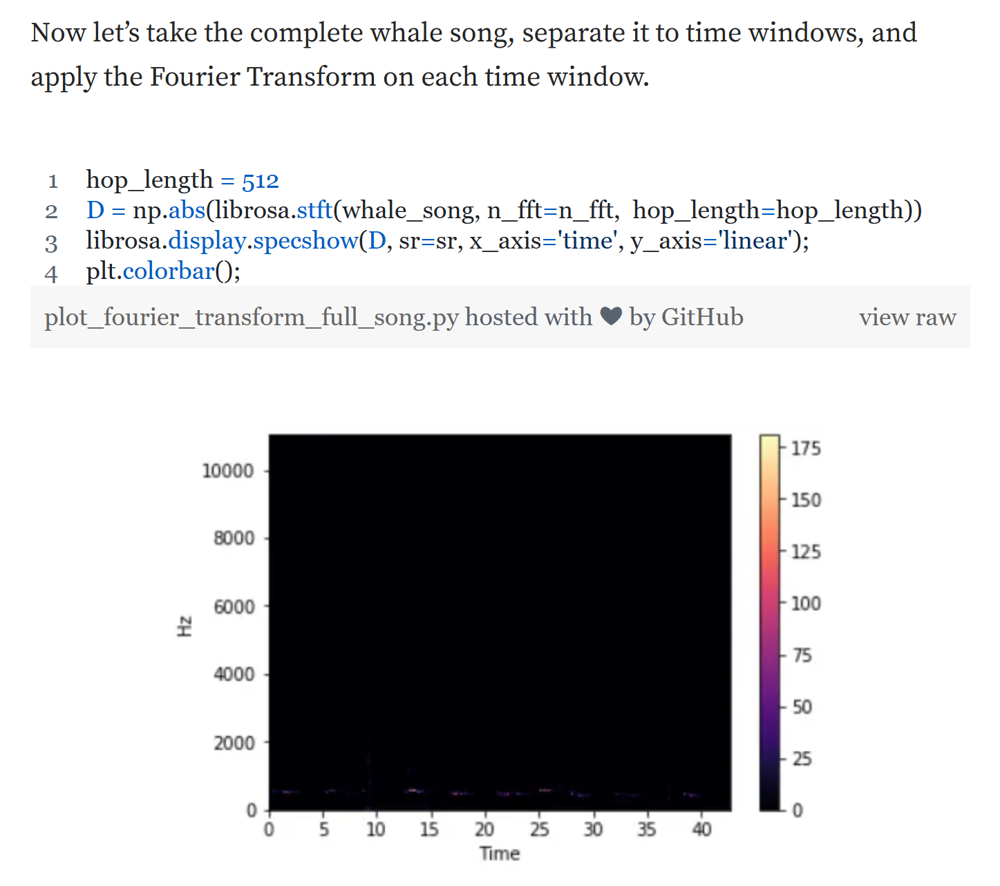 Now let’s take the complete whale song, separate it to time windows, and
apply the Fourier Transform on each time window.
1 hop_length = 512
2 D = np.abs(librosa.stft(whale_song, n_fft=n_fft,  hop_length=hop_length))
3 librosa.display.specshow(D, sr=sr, x_axis='time', y_axis='linear');
4 plt.colorbar();
plot_fourier_transform_full_song.py hosted with ❤ by GitHub view raw
10000
8000
6000
4000
2000
0
Hz
0 5 10 15 20 25 30 35 40
Time
175
150
125
100
75
50
25
0